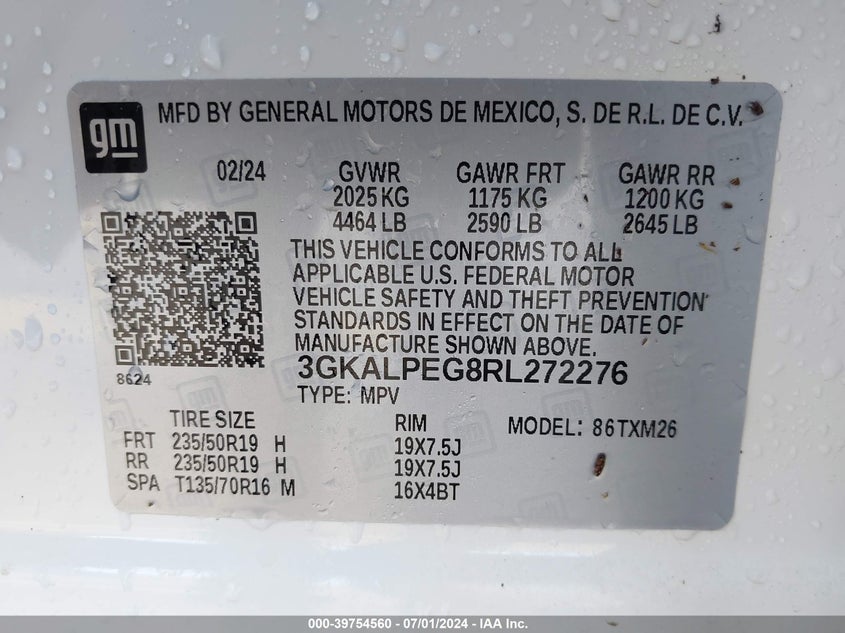 gm
MFD BY GENERAL MOTORS DE MEXICO, S. DE R.L. DE C.V.
02/24 GVWR GAWR FRT GAWR RR
2025 KG 1175 KG 1200 KG
4464 LB 2590 LB 2645 LB
THIS VEHICLE CONFORMS TO ALL
APPLICABLE U.S. FEDERAL MOTOR
VEHICLE SAFETY AND THEFT PREVENTION
STANDARDS IN EFFECT ON THE DATE OF
MANUFACTURE SHOWN ABOVE.
8624
3GKALPEG8RL272276
TYPE: MPV
TIRE SIZE RIM MODEL: 86TXM26
FRT 235/50R19 H 19X7.5J
RR 235/50R19 H 19X7.5J
SPA T135/70R16 M 16X4BT
000-39754560 - 07/01/2024 - IAA Inc.